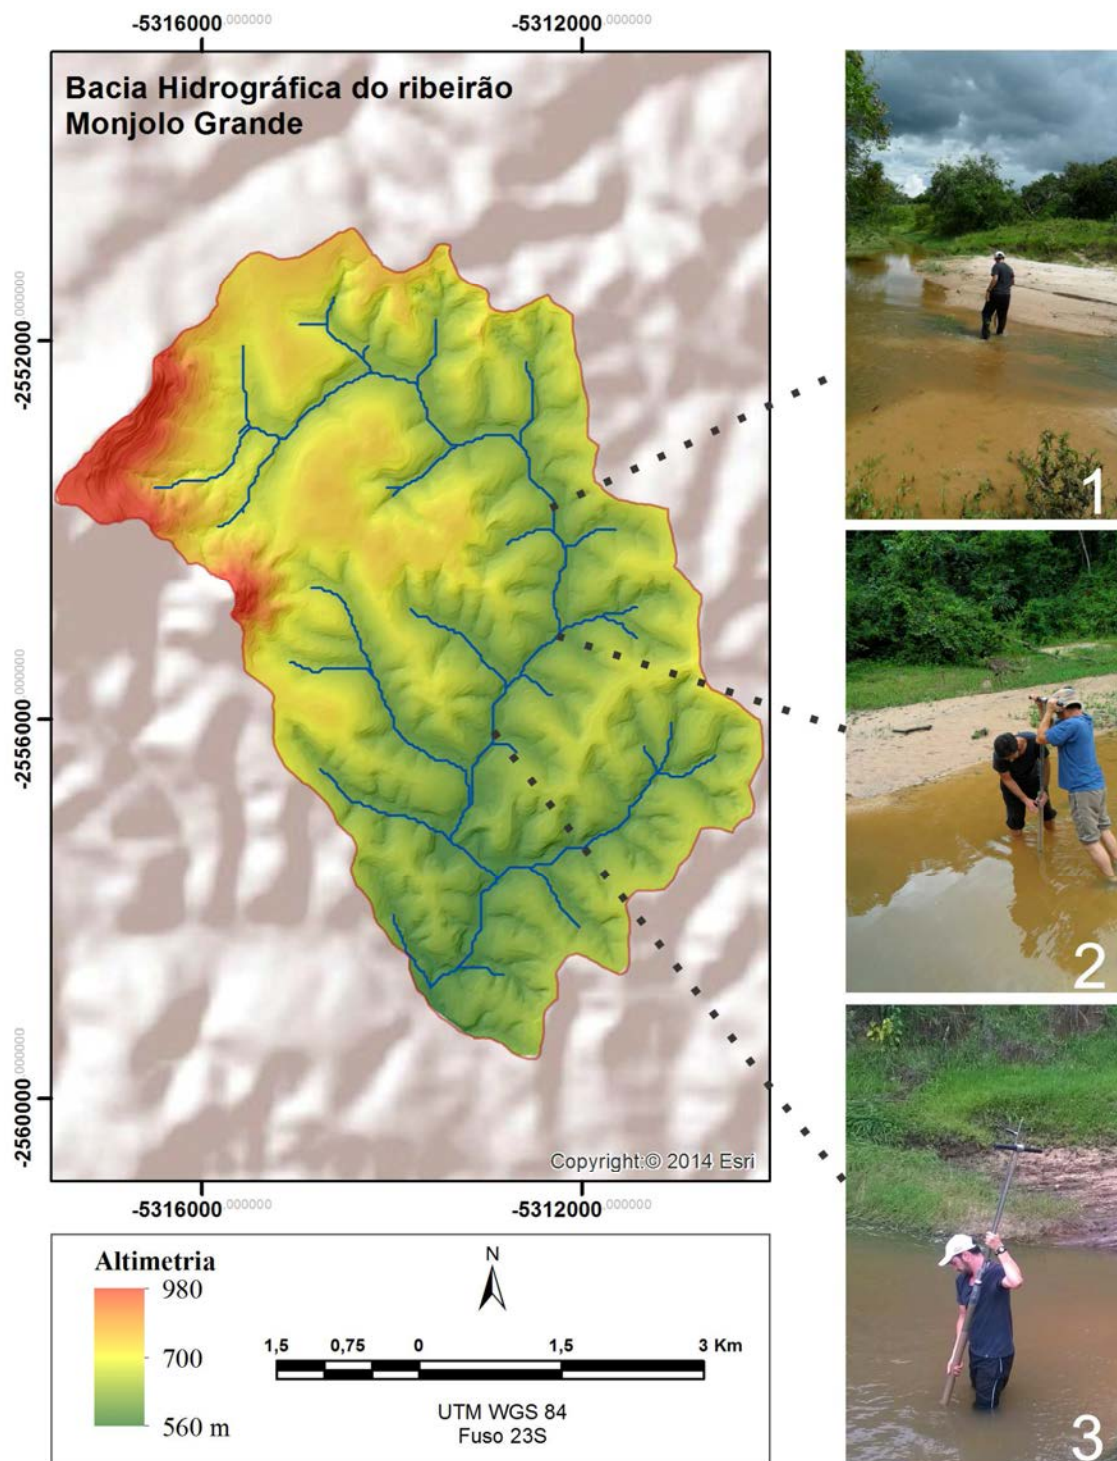 -5316000,000000
-5312000,000000
Bacia Hidrográfica do ribeirão
Monjolo Grande
-2552000,000000
-2556000,000000
-2560000,000000
Copyright:© 2014 Esri
-5316000,000000
-5312000,000000
1
2
3
Altimetria
980
700
560 m
N
1,5 0,75 0 1,5 3 Km
UTM WGS 84
Fuso 23S